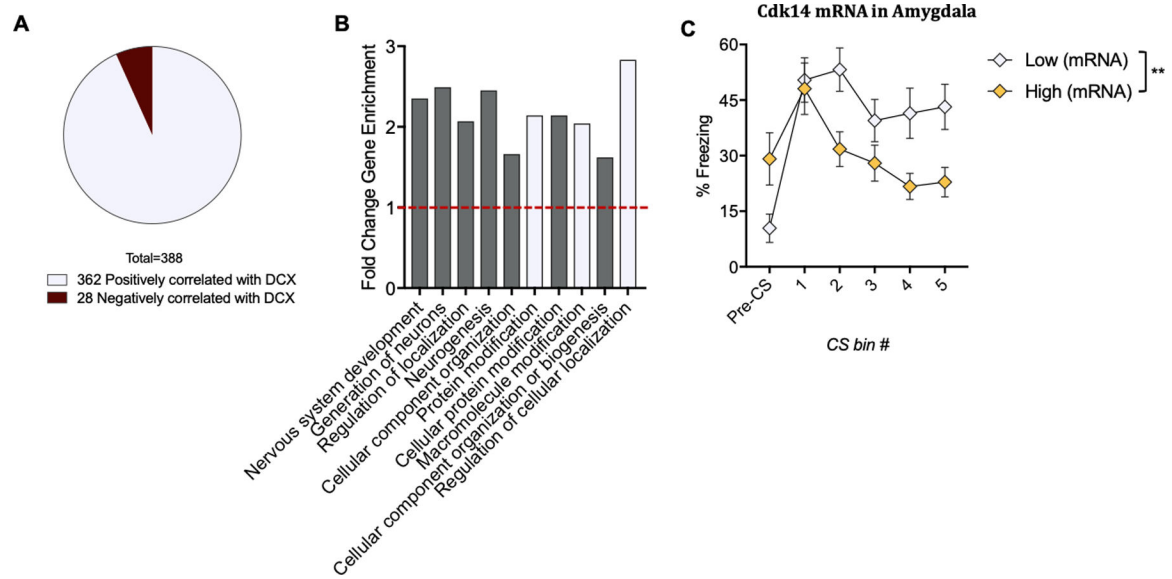 A
Total=388
362 Positively correlated with DCX
28 Negatively correlated with DCX
B
Fold Change Gene Enrichment
3
2
1
0
Nervous system development
Generation of neurons
Regulation of localization
Neurogenesis
Cellular component organization
Protein modification
Cellular protein modification
Macromolecule modification
Cellular component organization or biogenesis
Regulation of cellular localization
Cdk14 mRNA in Amygdala
C
% Freezing
60
45
30
15
0
Pre-CS
1
2
3
4
5
CS bin #
Low (mRNA)
High (mRNA)
**